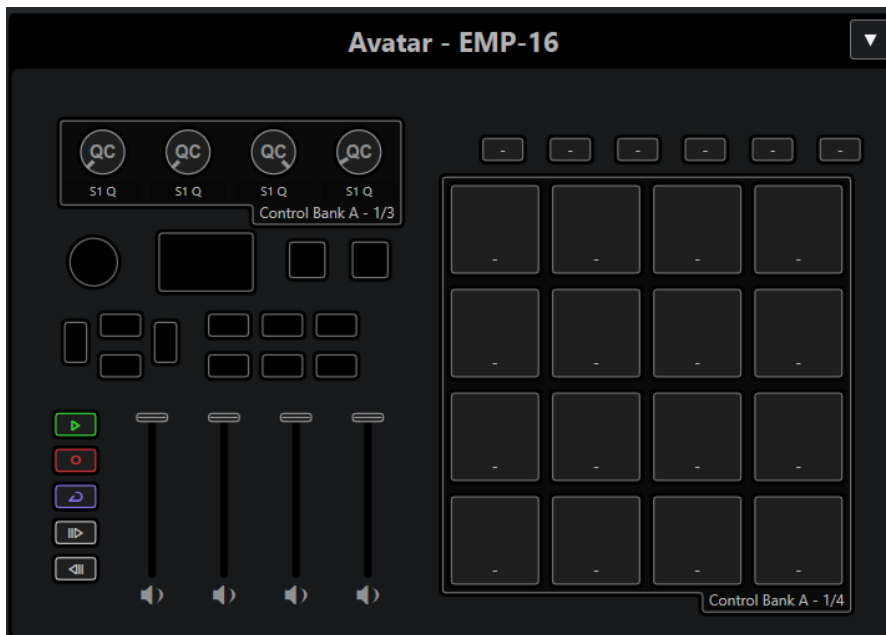 Avatar - EMP-16
QC QC QC QC
S1 Q S1 Q S1 Q S1 Q
Control Bank A - 1/3
- - - - - -
- - - -
- - - -
- - - -
- - - -
Control Bank A - 1/4